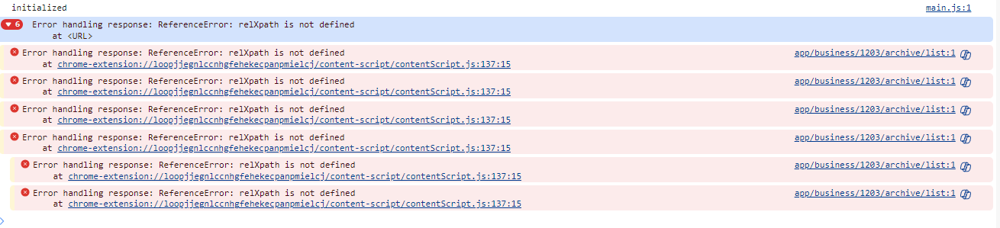 initialized main.js:1
6 Error handling response: ReferenceError: relXpath is not defined
at <URL>
Error handling response: ReferenceError: relXpath is not defined app/business/1203/archive/list:1
at chrome-extension://loopjjegnlccnhgfehekecpanpmielcj/content-script/contentScript.js:137:15
Error handling response: ReferenceError: relXpath is not defined app/business/1203/archive/list:1
at chrome-extension://loopjjegnlccnhgfehekecpanpmielcj/content-script/contentScript.js:137:15
Error handling response: ReferenceError: relXpath is not defined app/business/1203/archive/list:1
at chrome-extension://loopjjegnlccnhgfehekecpanpmielcj/content-script/contentScript.js:137:15
Error handling response: ReferenceError: relXpath is not defined app/business/1203/archive/list:1
at chrome-extension://loopjjegnlccnhgfehekecpanpmielcj/content-script/contentScript.js:137:15
Error handling response: ReferenceError: relXpath is not defined app/business/1203/archive/list:1
at chrome-extension://loopjjegnlccnhgfehekecpanpmielcj/content-script/contentScript.js:137:15
Error handling response: ReferenceError: relXpath is not defined app/business/1203/archive/list:1
at chrome-extension://loopjjegnlccnhgfehekecpanpmielcj/content-script/contentScript.js:137:15